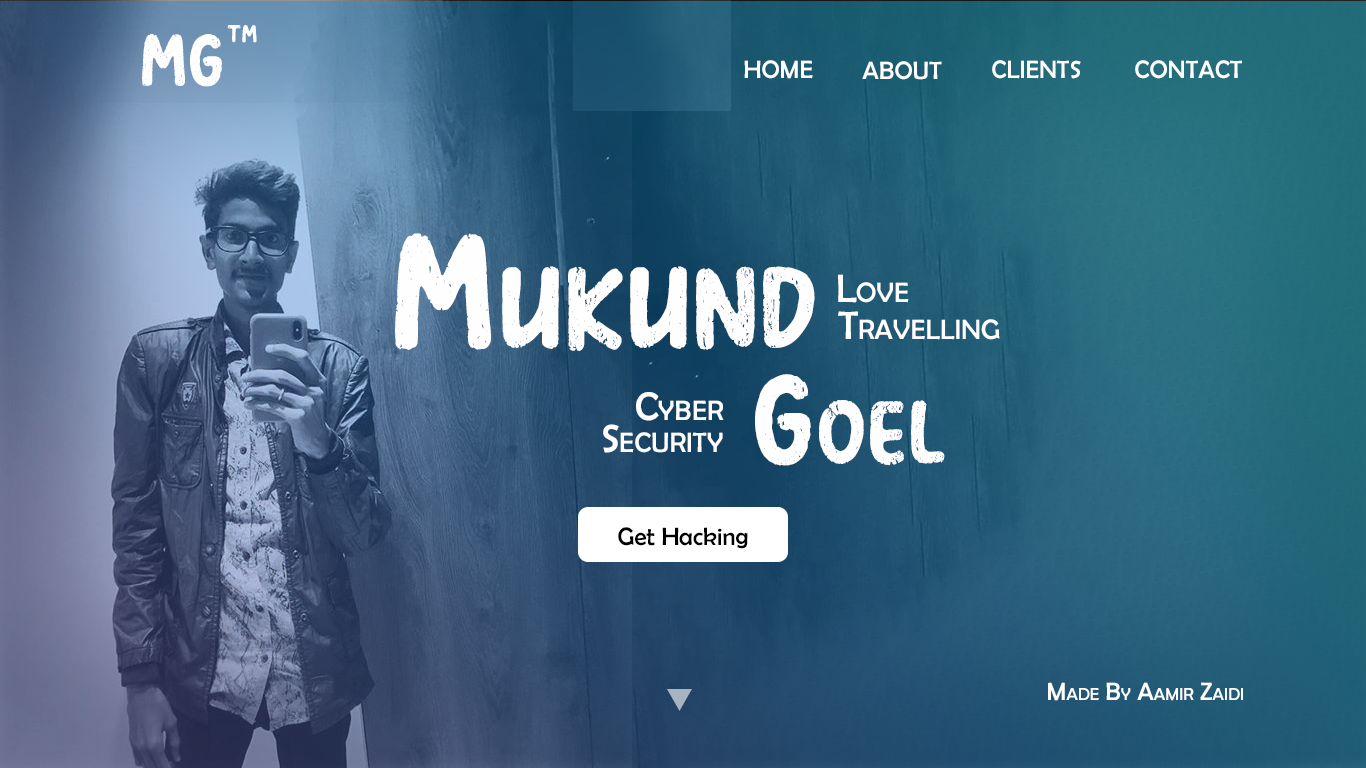 MG™
HOME ABOUT CLIENTS CONTACT
Mukund
Love
Travelling
Cyber
Security
Goel
Get Hacking
Made By Aamir Zaidi